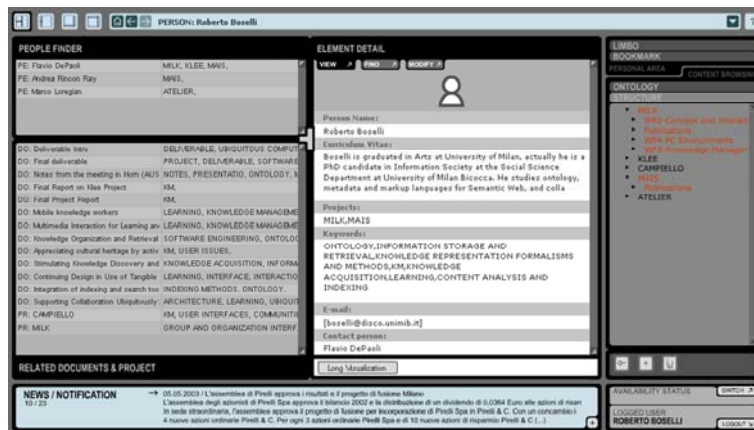 PERSON: Roberto Boselli
PEOPLE FINDER
PE: Flavio DePaoli MILK, KLEE, MAIS,
PE: Andrea Rincon Ray MAIS,
PE: Marco Loregian ATELIER,
DO: Deliverable Intro DELIVERABLE, UBIQUITOUS COMPUT
DO: Final deliverable PROJECT, DELIVERABLE, SOFTWARE
DO: Notes from the meeting in Horn (AUS NOTES, PRESENTATIO, ONTOLOGY,
DO: Final Report on Klee Project KM,
DO: Final Project Report KM,
DO: Mobile knowledge workers LEARNING, KNOWLEDGE MANAGEME
DO: Multimedia Interaction for Learning an LEARNING, KNOWLEDGE MANAGEME
DO: Knowledge Organization and Retrieval SOFTWARE ENGINEERING, ONTOLOG
DO: Appreciating cultural heritage by activ KM, USER ISSUES,
DO: Stimulating Knowledge Discovery and KNOWLEDGE ACQUISITION, INFORMA
DO: Continuing Design in Use of Tangible LEARNING, INTERFACE, INTERACTIO
DO: Integration of indexing and search too INDEXING METHODS, ONTOLOGY,
DO: Supporting Collaboration Ubiquitously: ARCHITECTURE, LEARNING, UBIQUIT
PR: CAMPIELLO KM, USER INTERFACES, COMMUNITI
PR: MILK GROUP AND ORGANIZATION INTERF
RELATED DOCUMENTS & PROJECT
ELEMENT DETAIL
VIEW FIND MODIFY
Person Name:
Roberto Boselli
Curriculum Vitae:
Boselli is graduated in Arts at University of Milan, actually he is a
PhD candidate in Information Society at the Social Science
Department at University of Milan Bicocca. He studies ontology,
metadata and markup languages for Semantic Web, and colla
Projects:
MILK,MAIS
Keywords:
ONTOLOGY,INFORMATION STORAGE AND
RETRIEVAL,KNOWLEDGE REPRESENTATION FORMALISMS
AND METHODS,KM,KNOWLEDGE
ACQUISITION,LEARNING,CONTENT ANALYSIS AND
INDEXING
E-mail:
[boselli@disco.unimib.it]
Contact person:
Flavio DePaoli
Long Visualization
LIMBO
BOOKMARK
PERSONAL AREA CONTENT BROWSING
ONTOLOGY
STRUCTURE
MILK
WP2-Concept and Interact
Publications
WP4-PC Environments
WP3-Knowledge Manager
KLEE
CAMPIELLO
MAIS
Publications
ATELIER
AVAILABILITY STATUS SWITCH
LOGGED USER
ROBERTO BOSELLI LOGOUT
NEWS / NOTIFICATION
10 / 23
→ 05.05.2003 / L'assemblea di Pirelli approva i risultati e il progetto di fusione Milano
L'assemblea degli azionisti di Pirelli Spa approva il bilancio 2002 e la distribuzione di un dividendo di 0,0364 Euro alle azioni di risan
In sede straordinaria, l'assemblea approva il progetto di fusione per incorporazione di Pirelli Spa in Pirelli & C. Con un concambio i
4 nuove azioni ordinarie Pirelli & C. Per ogni 3 azioni ordinarie Pirelli Spa e di 10 nuove azioni di risparmio Pirelli & C (...)